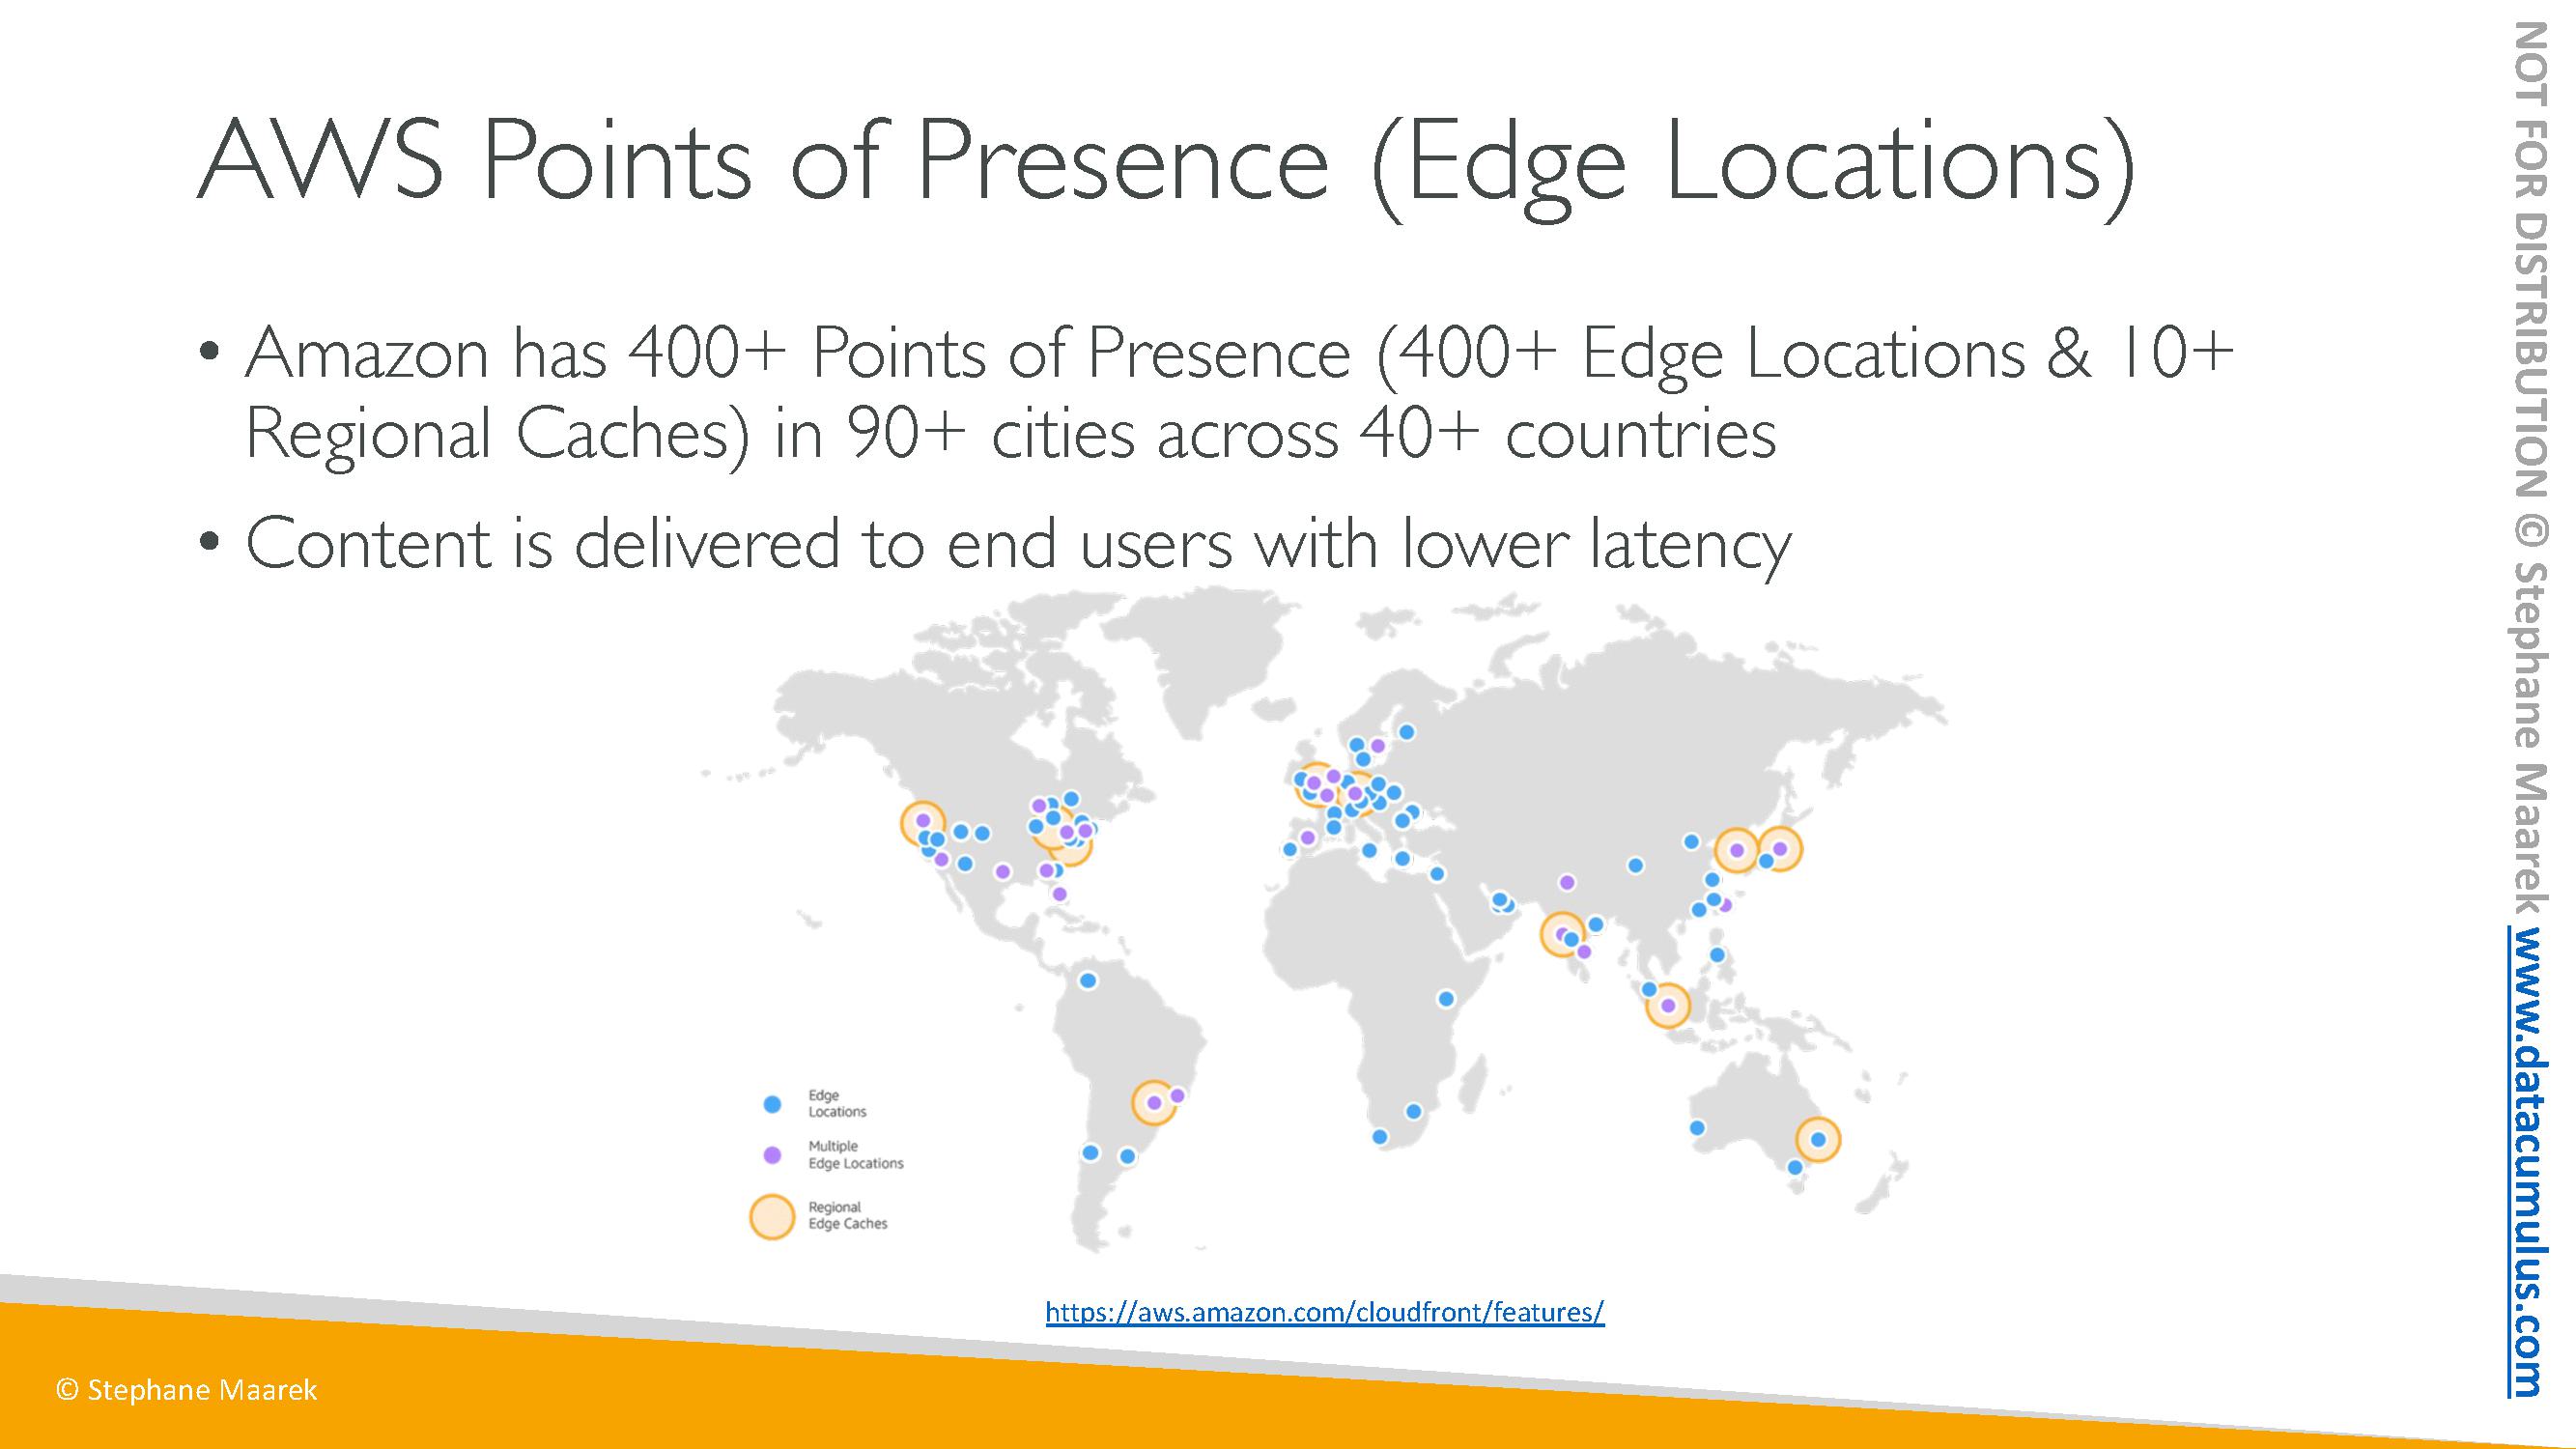 AWS Points of Presence (Edge Locations)
• Amazon has 400+ Points of Presence (400+ Edge Locations & 10+
Regional Caches) in 90+ cities across 40+ countries
• Content is delivered to end users with lower latency
Edge
Locations
Multiple
Edge Locations
Regional
Edge Caches
https://aws.amazon.com/cloudfront/features/
© Stephane Maarek
NOT FOR DISTRIBUTION © Stephane Maarek www.datacumulus.com